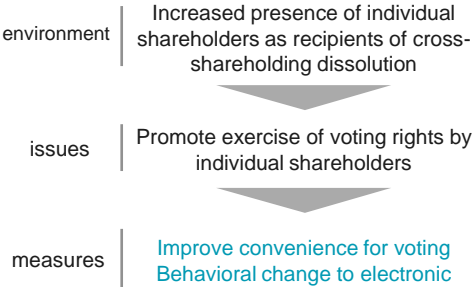 environment
Increased presence of individual
shareholders as recipients of cross-
shareholding dissolution
issues
Promote exercise of voting rights by
individual shareholders
measures
Improve convenience for voting
Behavioral change to electronic